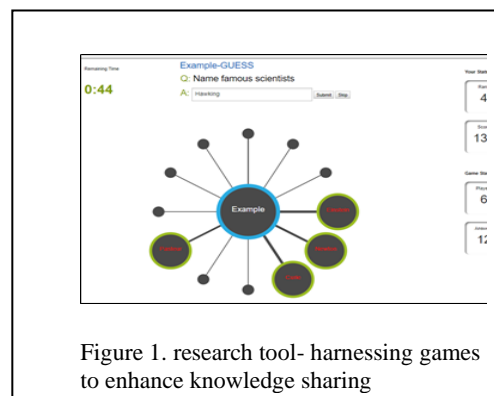 Remaining Time
0:44
Example-GUESS
Q: Name famous scientists
A: Hawking Submit Skip
Example
Your Stat
4
13
Game Sta
6
12
Figure 1. research tool- harnessing games
to enhance knowledge sharing